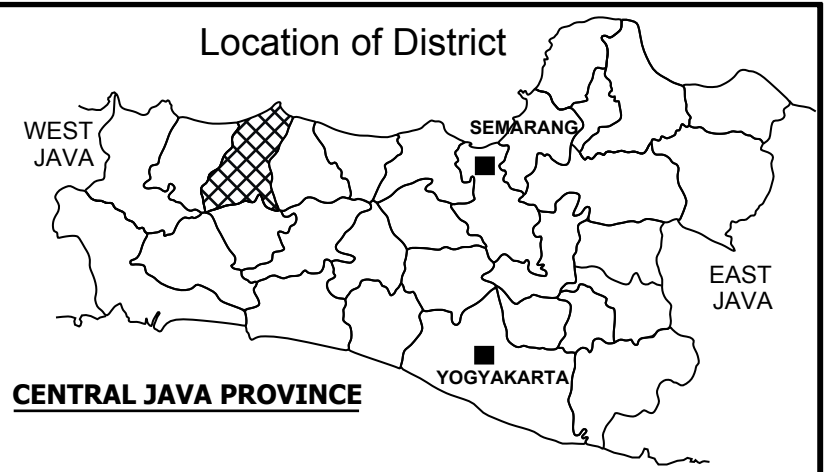 Location of District
WEST
JAVA
SEMARANG
EAST
JAVA
YOGYAKARTA
CENTRAL JAVA PROVINCE